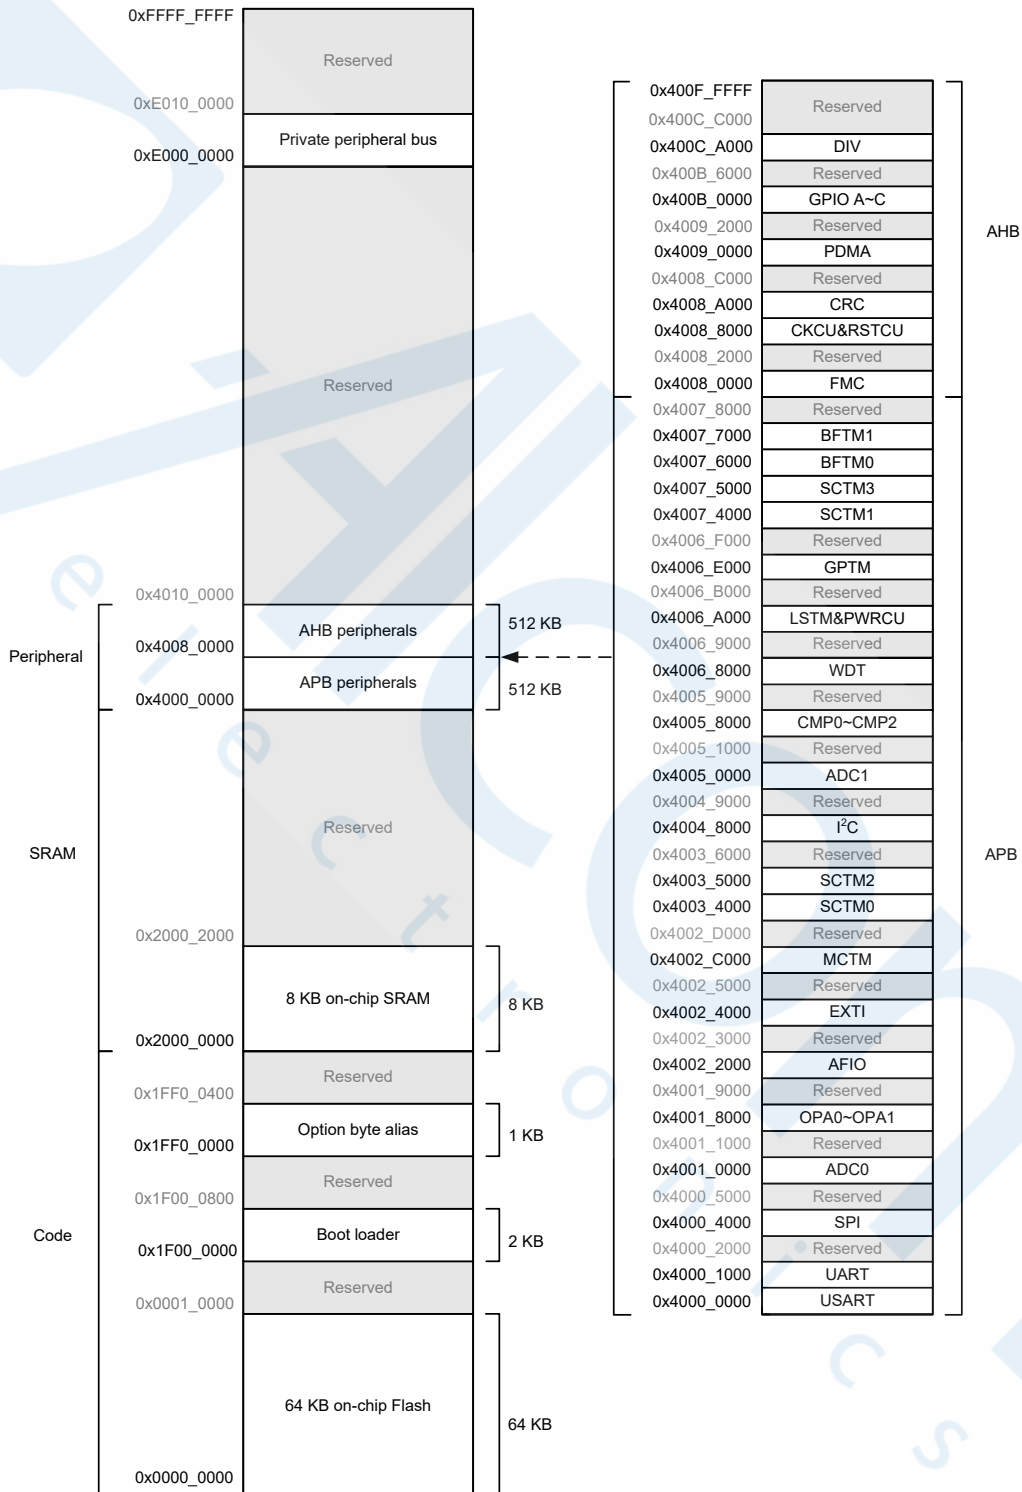 0xFFFF_FFFF
Reserved
0xE010_0000
Private peripheral bus
0xE000_0000
Reserved
0x4010_0000
AHB peripherals
512 KB
Peripheral
0x4008_0000
APB peripherals
512 KB
0x4000_0000
Reserved
SRAM
0x2000_2000
8 KB on-chip SRAM
8 KB
0x2000_0000
Reserved
0x1FF0_0400
Option byte alias
1 KB
0x1FF0_0000
Reserved
0x1F00_0800
Code
Boot loader
2 KB
0x1F00_0000
Reserved
0x0001_0000
64 KB on-chip Flash
64 KB
0x0000_0000
0x400F_FFFF
Reserved
0x400C_C000
0x400C_A000 DIV
0x400B_6000 Reserved
0x400B_0000 GPIO A~C
0x4009_2000 Reserved
AHB
0x4009_0000 PDMA
0x4008_C000 Reserved
0x4008_A000 CRC
0x4008_8000 CKCU&RSTCU
0x4008_2000 Reserved
0x4008_0000 FMC
0x4007_8000 Reserved
0x4007_7000 BFTM1
0x4007_6000 BFTM0
0x4007_5000 SCTM3
0x4007_4000 SCTM1
0x4006_F000 Reserved
0x4006_E000 GPTM
0x4006_B000 Reserved
0x4006_A000 LSTM&PWRCU
0x4006_9000 Reserved
0x4006_8000 WDT
0x4005_9000 Reserved
0x4005_8000 CMP0~CMP2
0x4005_1000 Reserved
0x4005_0000 ADC1
0x4004_9000 Reserved
0x4004_8000 I²C
0x4003_6000 Reserved
APB
0x4003_5000 SCTM2
0x4003_4000 SCTM0
0x4002_D000 Reserved
0x4002_C000 MCTM
0x4002_5000 Reserved
0x4002_4000 EXTI
0x4002_3000 Reserved
0x4002_2000 AFIO
0x4001_9000 Reserved
0x4001_8000 OPA0~OPA1
0x4001_1000 Reserved
0x4001_0000 ADC0
0x4000_5000 Reserved
0x4000_4000 SPI
0x4000_2000 Reserved
0x4000_1000 UART
0x4000_0000 USART
electronics